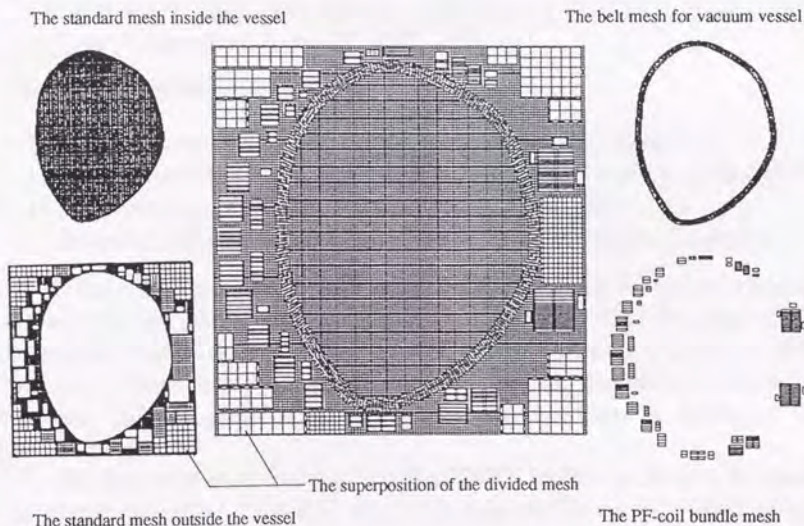 The standard mesh inside the vessel
The belt mesh for vacuum vessel
The superposition of the divided mesh
The standard mesh outside the vessel
The PF-coil bundle mesh